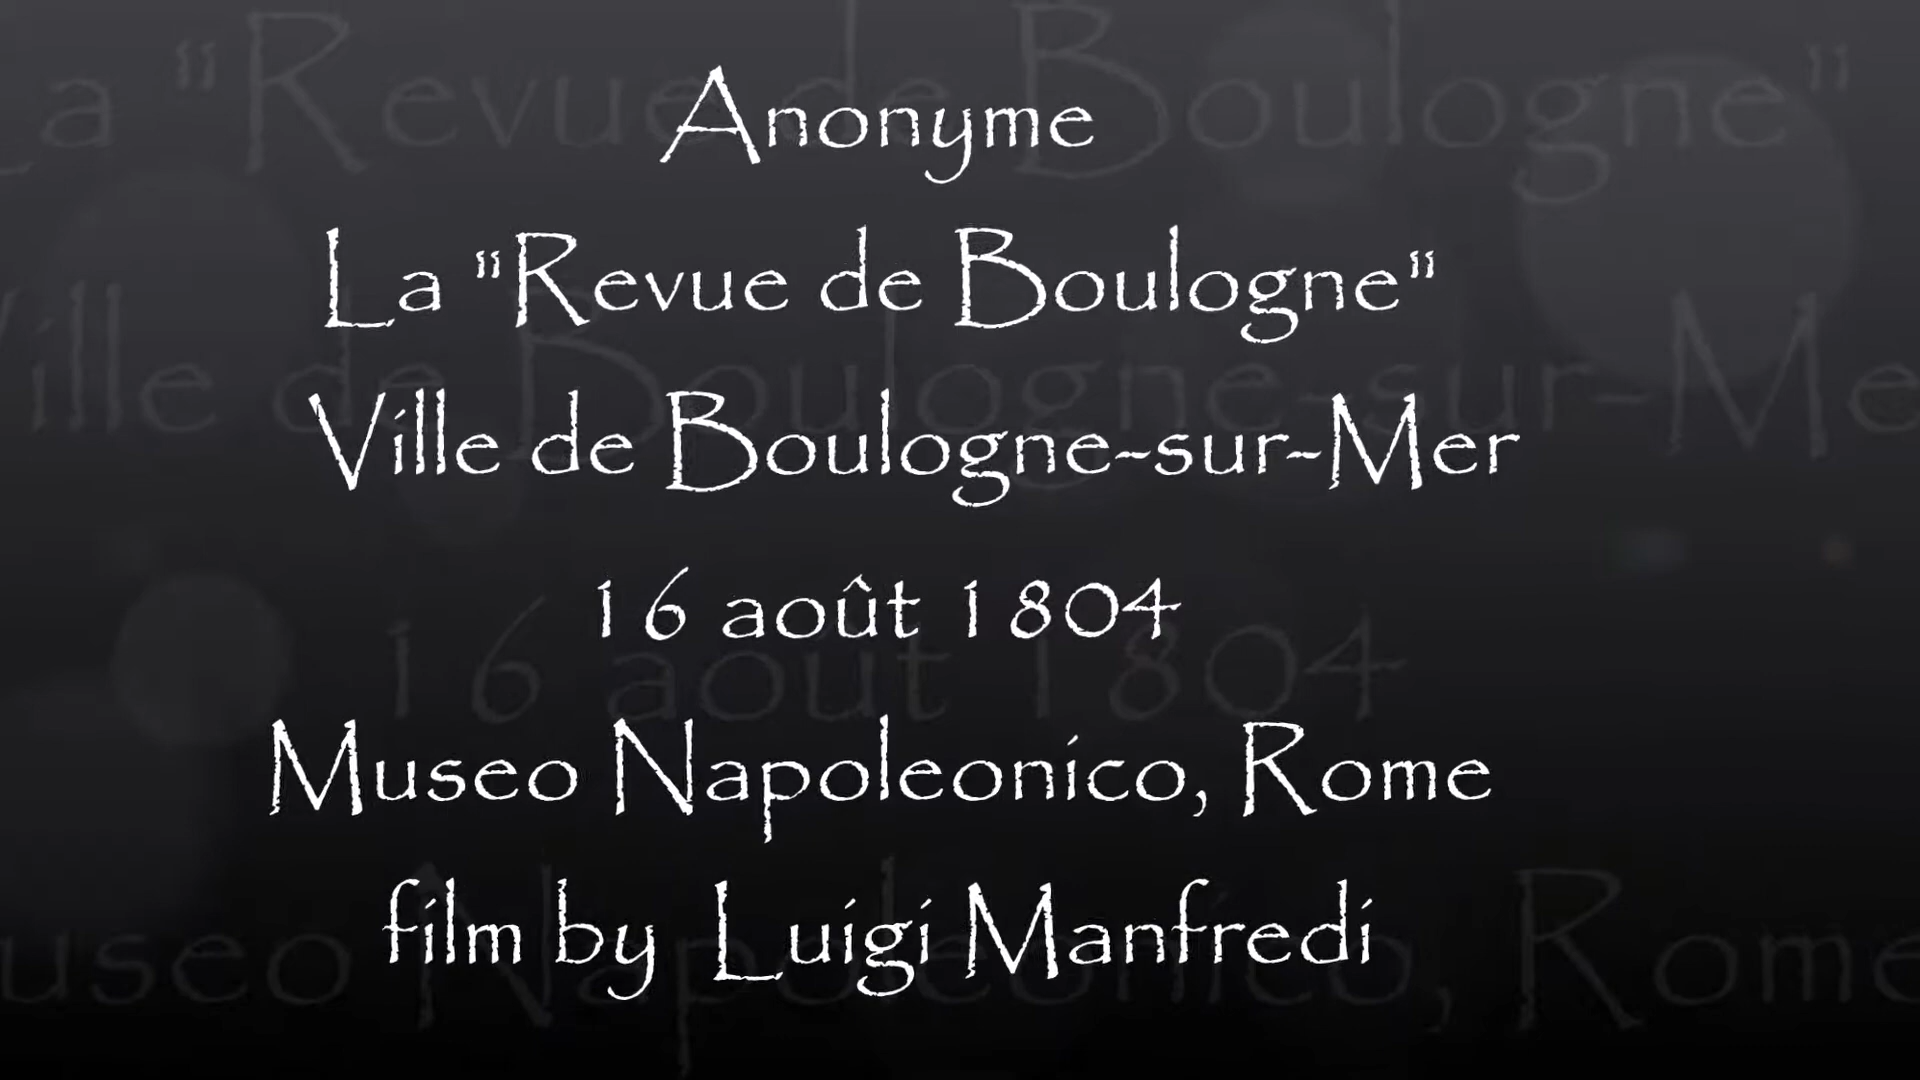 Anonyme
La "Revue de Boulogne"
Ville de Boulogne-sur-Mer
16 août 1804
Museo Napoleonico, Rome
film by Luigi Manfredi